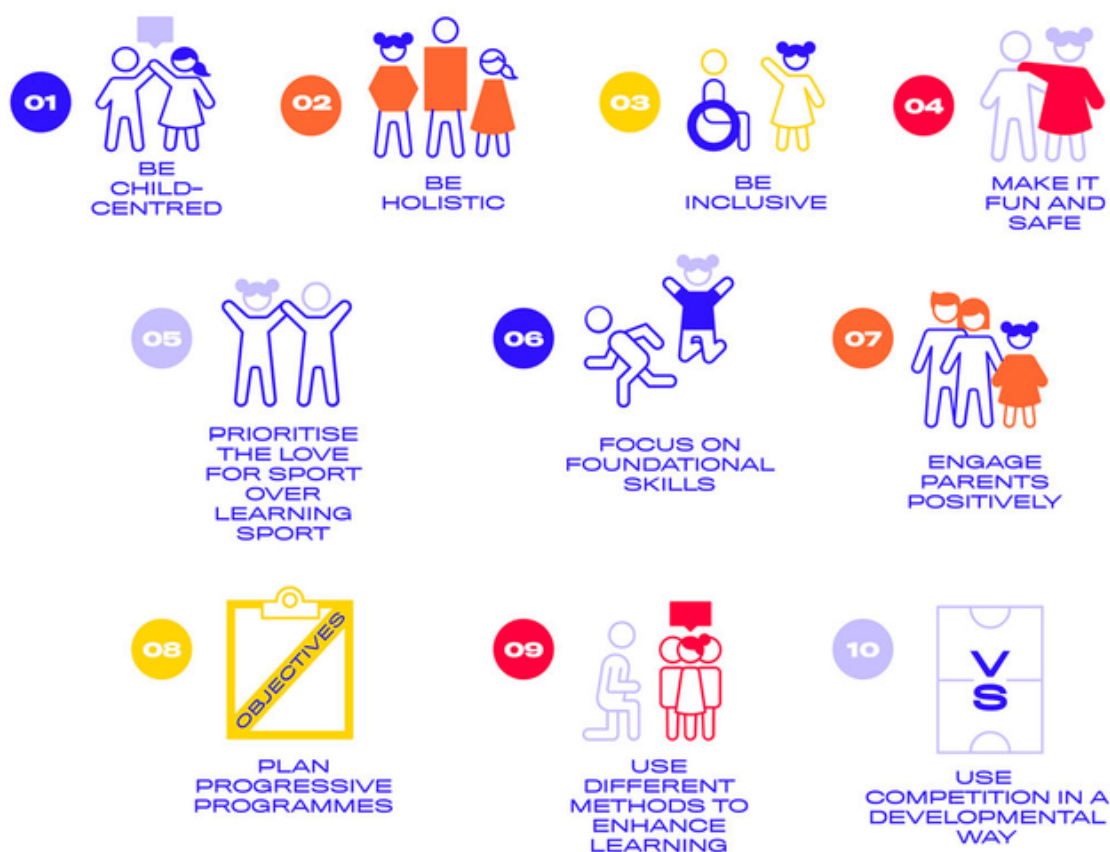 01
BE
CHILD-
CENTRED
02
BE
HOLISTIC
03
BE
INCLUSIVE
04
MAKE IT
FUN AND
SAFE
05
PRIORITISE
THE LOVE
FOR SPORT
OVER
LEARNING
SPORT
06
FOCUS ON
FOUNDATIONAL
SKILLS
07
ENGAGE
PARENTS
POSITIVELY
08
OBJECTIVES
PLAN
PROGRESSIVE
PROGRAMMES
09
USE
DIFFERENT
METHODS TO
ENHANCE
LEARNING
10
V
S
USE
COMPETITION IN A
DEVELOPMENTAL
WAY